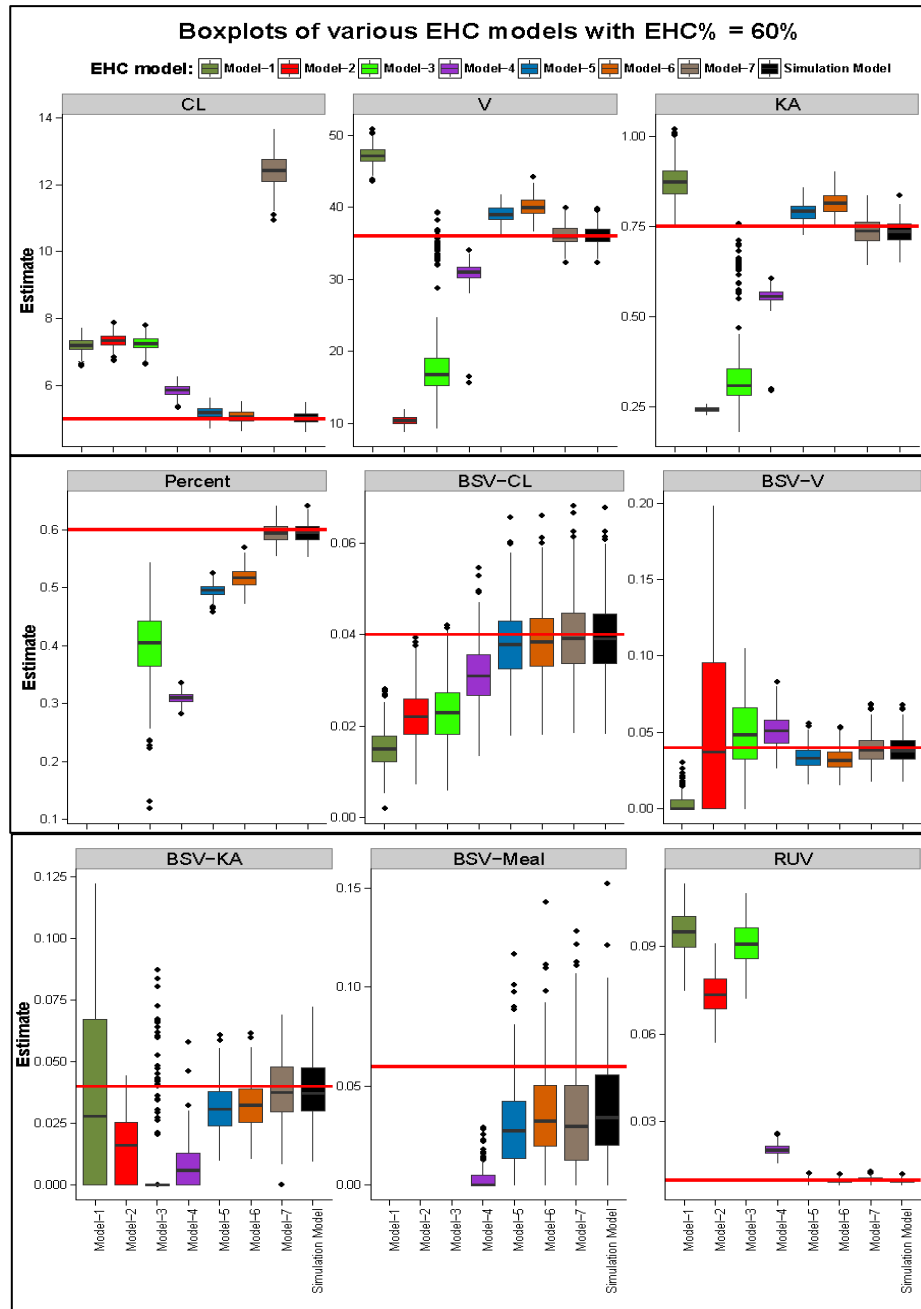 Boxplots of various EHC models with EHC% = 60%
EHC model: Model-1 Model-2 Model-3 Model-4 Model-5 Model-6 Model-7 Simulation Model
CL
V
KA
14
12
10
8
6
Estimate
50
40
30
20
10
1.00
0.75
0.50
0.25
Percent
BSV-CL
BSV-V
0.6
0.5
0.4
0.3
0.2
0.1
Estimate
0.06
0.04
0.02
0.00
0.20
0.15
0.10
0.05
0.00
BSV-KA
BSV-Meal
RUV
0.125
0.100
0.075
0.050
0.025
0.000
Estimate
0.15
0.10
0.05
0.00
0.09
0.06
0.03
Model-1
Model-2
Model-3
Model-4
Model-5
Model-6
Model-7
Simulation Model
Model-1
Model-2
Model-3
Model-4
Model-5
Model-6
Model-7
Simulation Model
Model-1
Model-2
Model-3
Model-4
Model-5
Model-6
Model-7
Simulation Model